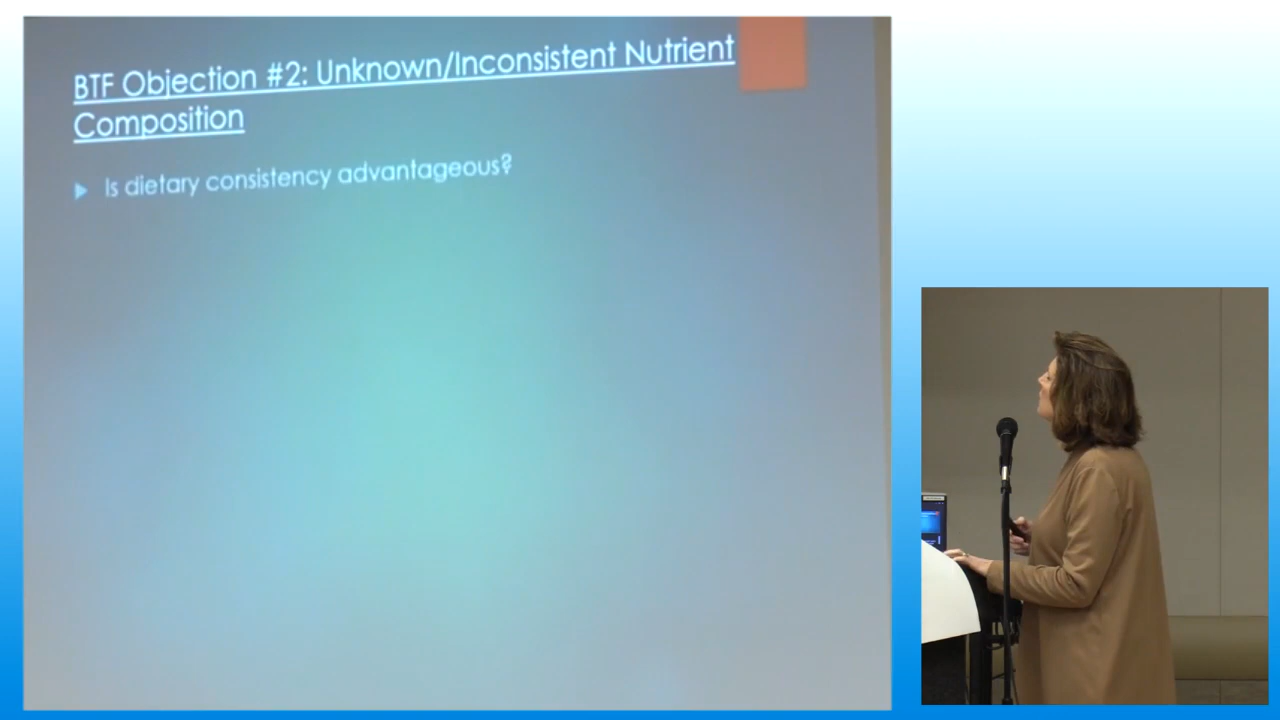 BTF Objection #2: Unknown/Inconsistent Nutrient
Composition
Is dietary consistency advantageous?